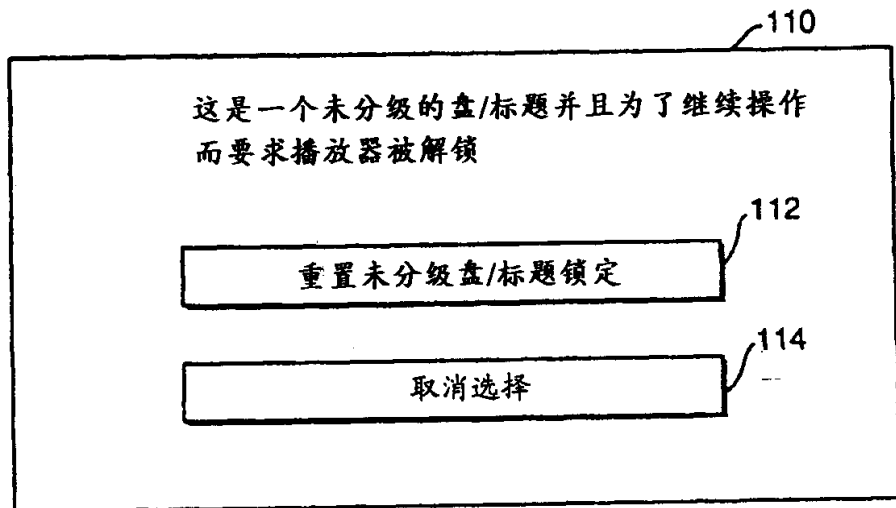 110
这是一个未分级的盘/标题并且为了继续操作
而要求播放器被解锁
112
重置未分级盘/标题锁定
114
取消选择